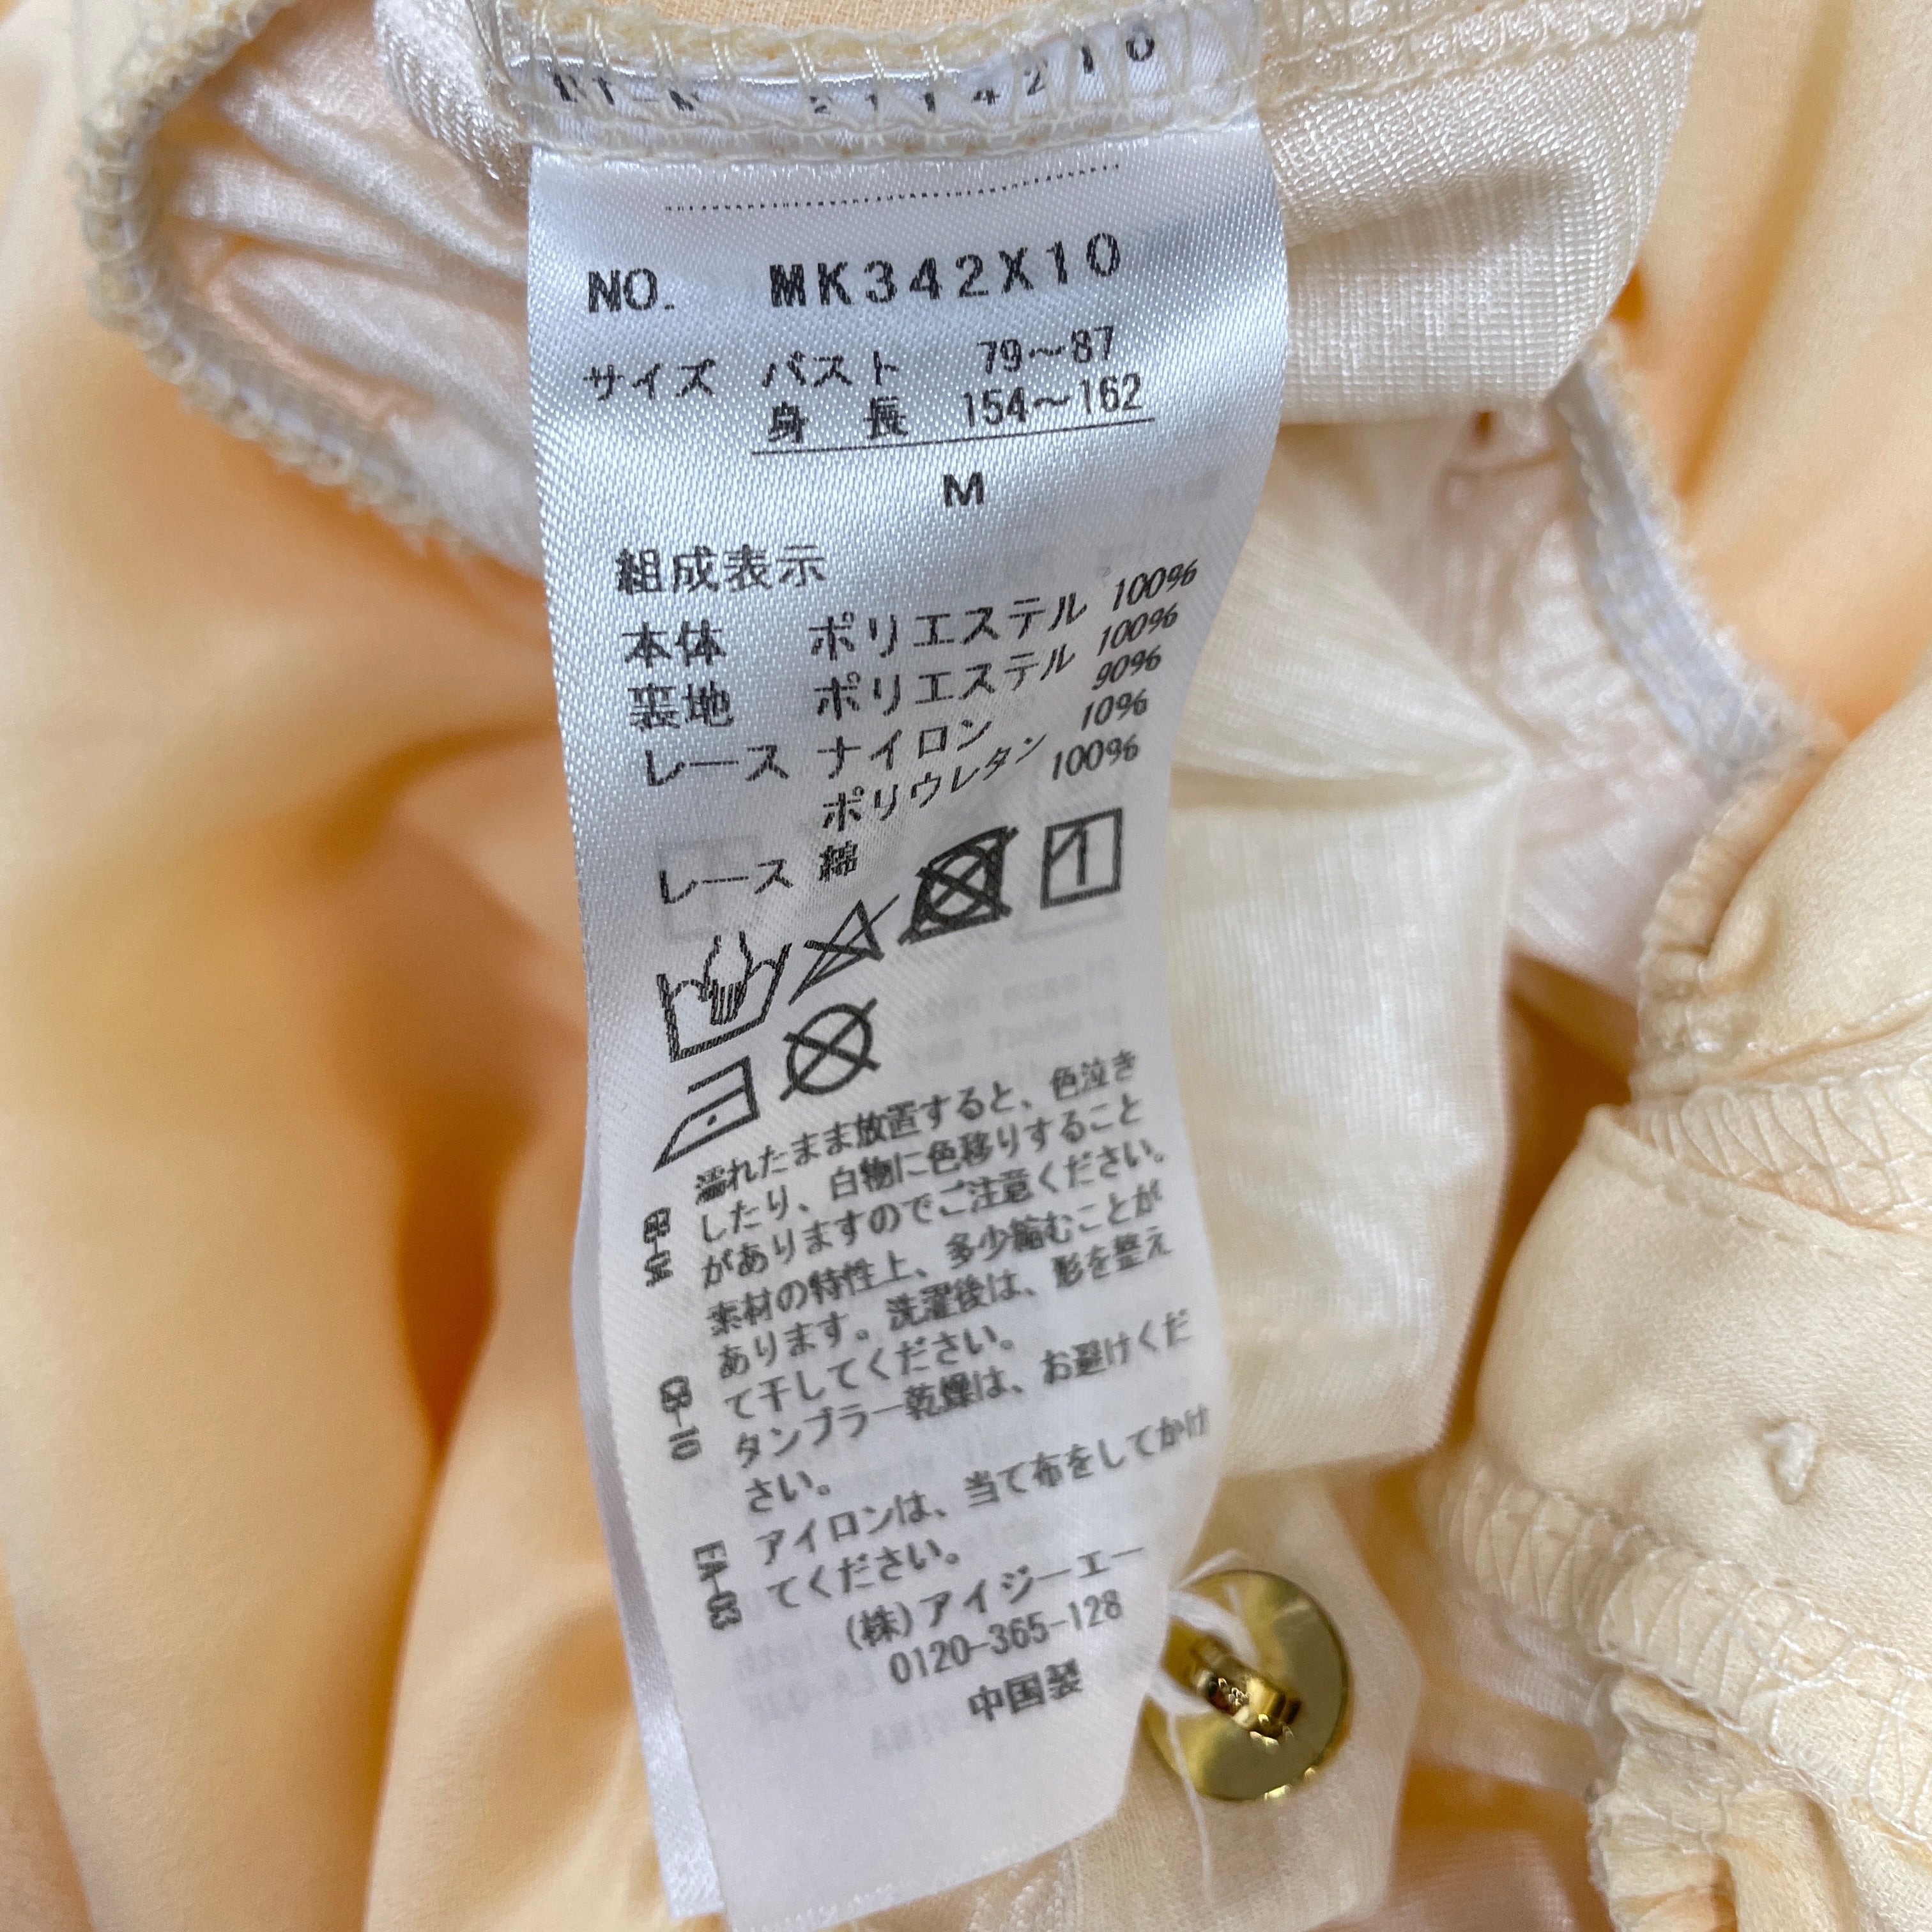 NO. MK342X10
サイズ バスト 79～87
身 長 154～162
M
組成表示
本体 ポリエステル 100%
裏地 ポリエステル 100%
レース ナイロン 90%
ポリウレタン 10%
レース 綿 100%
1
濡れたまま放置すると、色泣き
したり、白物に色移りすること
がありますのでご注意ください。
素材の特性上、多少縮むことが
あります。洗濯後は、形を整え
て干してください。
タンブラー乾燥は、お避けくだ
さい。
EA-03 アイロンは、当て布をしてかけ
てください。
(株)アイジーエー
0120-365-128
中国製